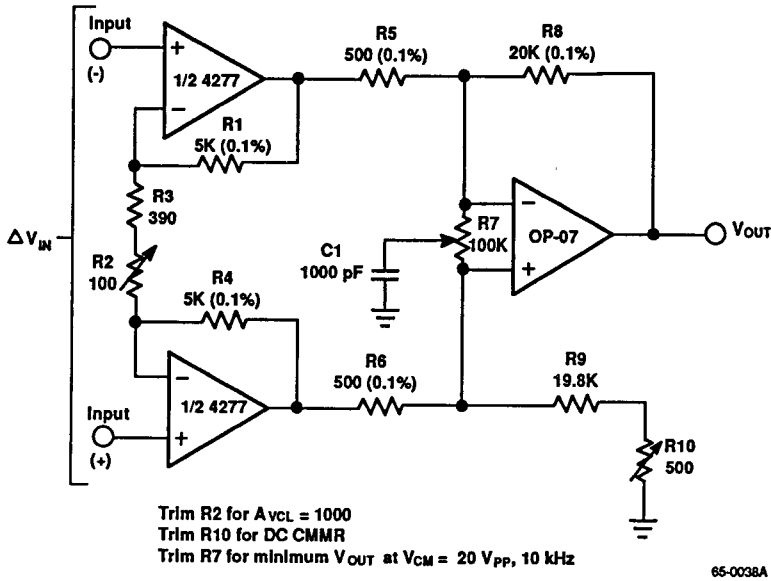 Input
(-)
+
1/2 4277
−
R1
5K (0.1%)
R5
500 (0.1%)
R8
20K (0.1%)
R3
390
ΔVIN
R2
100
R4
5K (0.1%)
C1
1000 pF
R7
100K
−
OP-07
+
VOUT
−
1/2 4277
+
Input
(+)
R6
500 (0.1%)
R9
19.8K
R10
500
Trim R2 for AVCL = 1000
Trim R10 for DC CMMR
Trim R7 for minimum VOUT at VCM = 20 VPP, 10 kHz
65-0038A